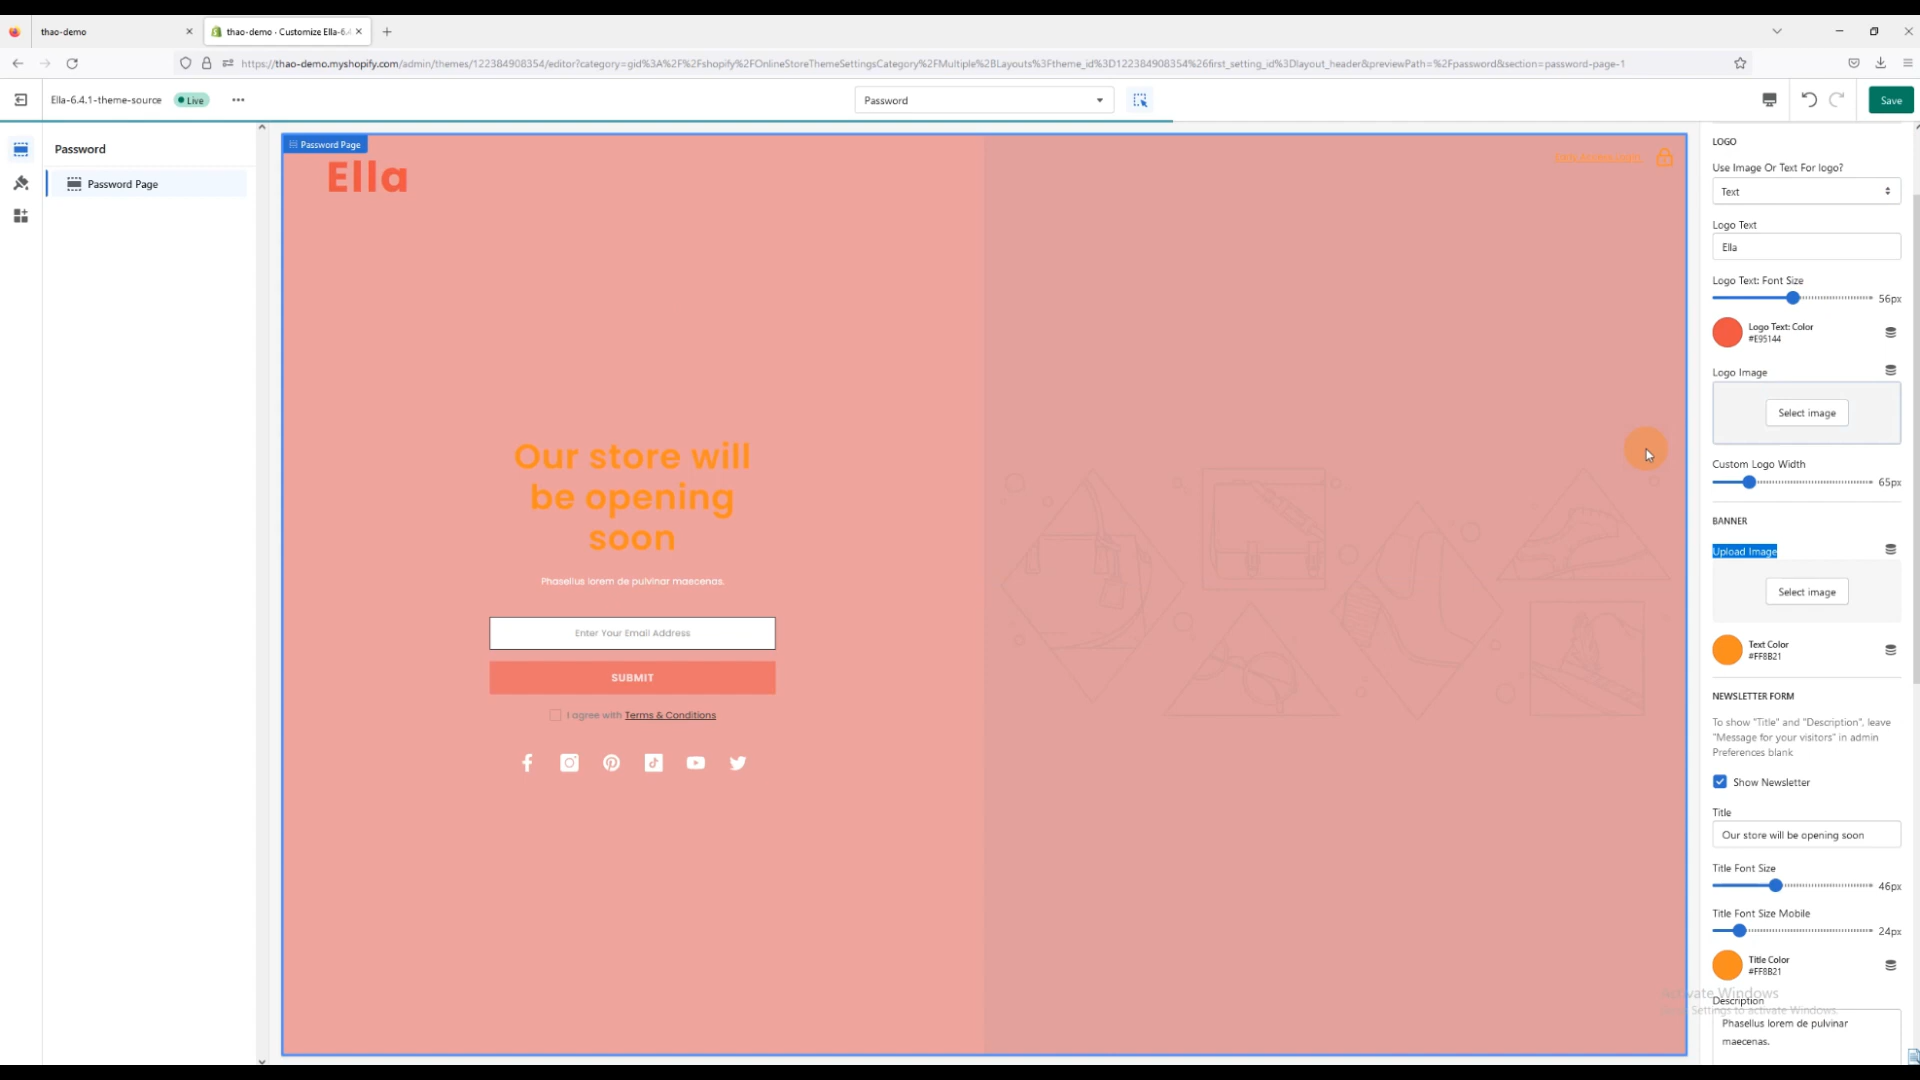 thao-demo
thao-demo · Customize Ella-6.4
https://thao-demo.myshopify.com/admin/themes/122384908354/editor?category=gid%3A%2F%2Fshopify%2FOnlineStoreThemeSettingsCategory%2FMultiple%2BLayouts%3Ftheme_id%3D122384908354%26first_setting_id%3Dlayout_header&previewPath=%2Fpassword&section=password-page-1
Ella-6.4.1-theme-source
Live
Password
Save
Password
Password Page
Password Page
Ella
Our store will
be opening
soon
Phasellus lorem de pulvinar maecenas.
Enter Your Email Address
SUBMIT
I agree with Terms & Conditions
LOGO
Use Image Or Text For logo?
Text
Logo Text
Ella
Logo Text: Font Size
56px
Logo Text: Color
#E95144
Logo Image
Select image
Custom Logo Width
65px
BANNER
Upload Image
Select image
Text Color
#FF8B21
NEWSLETTER FORM
To show "Title" and "Description", leave
"Message for your visitors" in admin
Preferences blank
Show Newsletter
Title
Our store will be opening soon
Title Font Size
46px
Title Font Size Mobile
24px
Title Color
#FF8B21
Activate Windows
Settings to activate Windows.
Description
Phasellus lorem de pulvinar
maecenas.